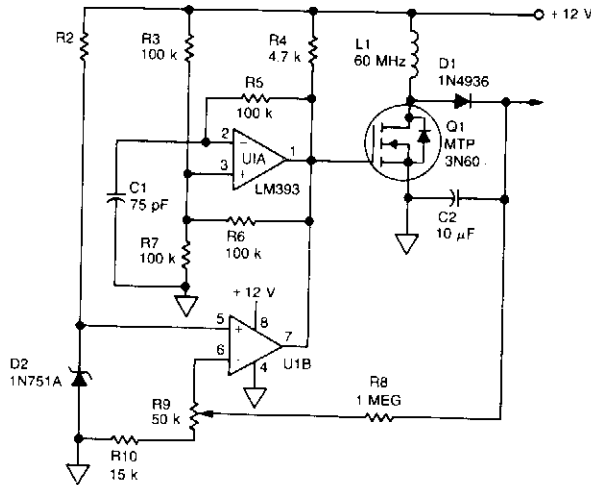 + 12 V
R2
R3
100 k
R4
4.7 k
L1
60 MHz
D1
1N4936
R5
100 k
2
−
U1A
1
3
+
LM393
Q1
MTP
3N60
C1
75 pF
C2
10 µF
R7
100 k
R6
100 k
+ 12 V
5
+
8
7
6
-
4
U1B
D2
1N751A
R9
50 k
R8
1 MEG
R10
15 k